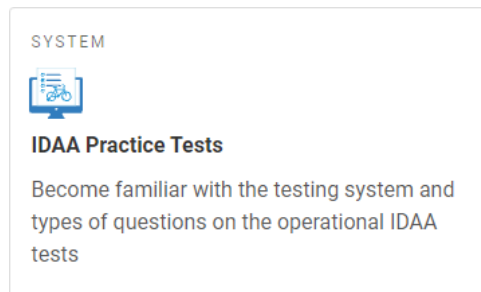 SYSTEM
IDAA Practice Tests
Become familiar with the testing system and
types of questions on the operational IDAA
tests